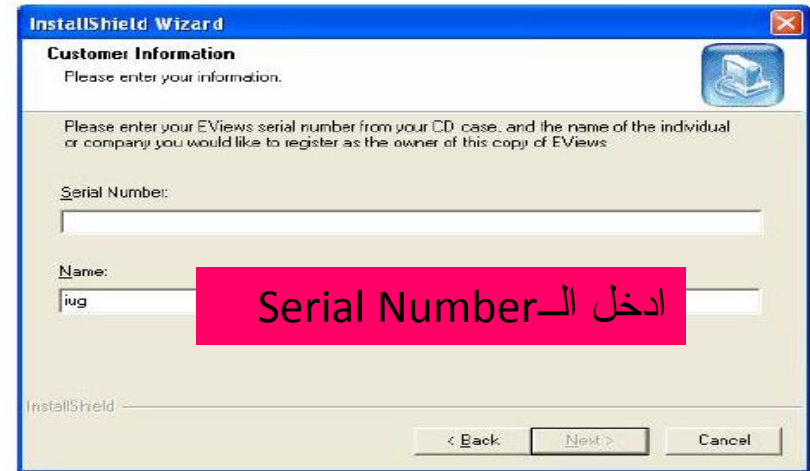 InstallShield Wizard
Customer Information
Please enter your information.
Please enter your EViews serial number from your CD case, and the name of the individual
or company you would like to register as the owner of this copy of EViews
Serial Number:
Name:
iug
ادخل الــSerial Number
InstallShield
< Back
Next >
Cancel